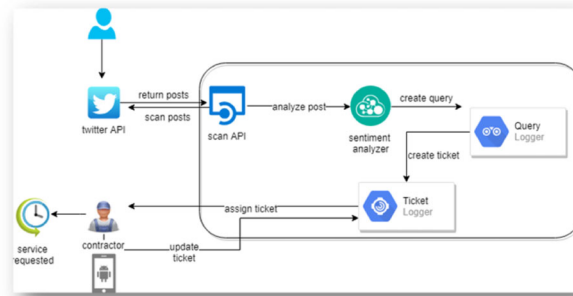 return posts
scan posts
twitter API
scan API
analyze post
sentiment
analyzer
create query
Query
Logger
create ticket
Ticket
Logger
assign ticket
update
ticket
contractor
service
requested